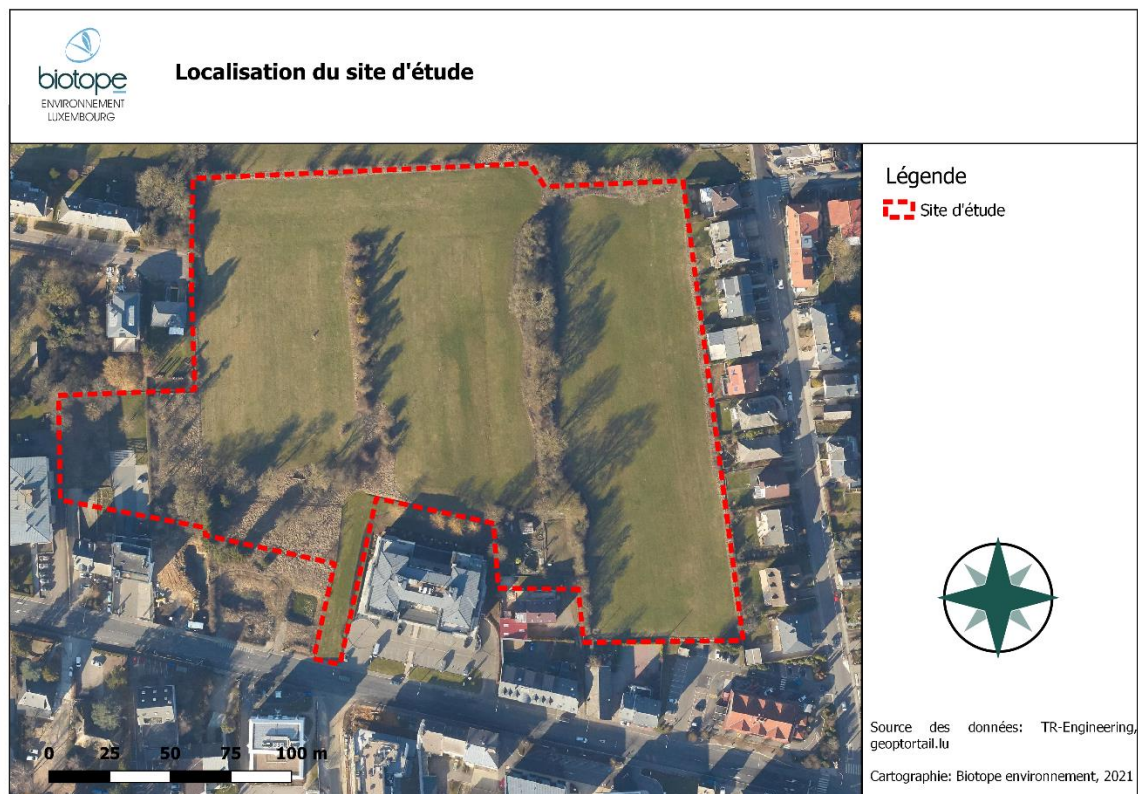 biotope
ENVIRONNEMENT
LUXEMBOURG
Localisation du site d'étude
Légende
Site d'étude
0 25 50 75 100 m
Source des données: TR-Engineering,
geoptortail.lu
Cartographie: Biotope environnement, 2021